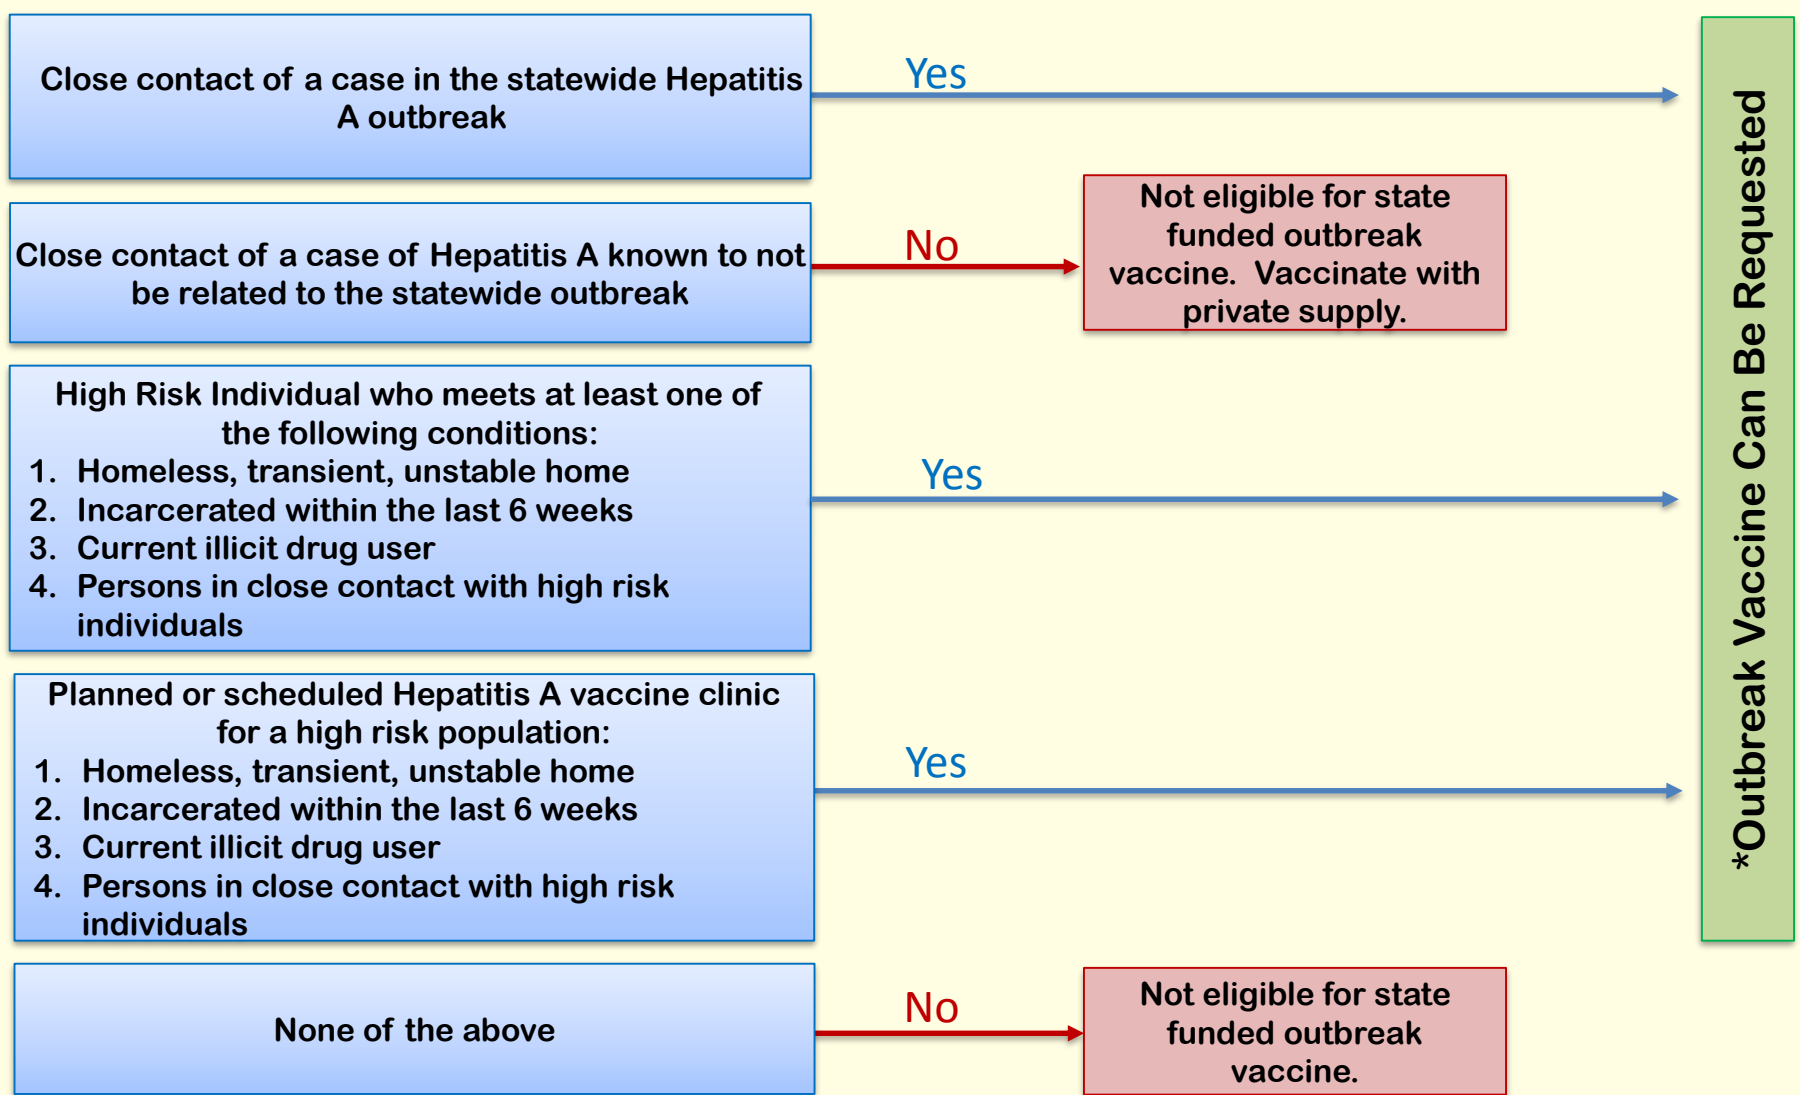 Close contact of a case in the statewide Hepatitis
A outbreak
Yes
Close contact of a case of Hepatitis A known to not
be related to the statewide outbreak
No
Not eligible for state
funded outbreak
vaccine.  Vaccinate with
private supply.
High Risk Individual who meets at least one of
the following conditions:
1. Homeless, transient, unstable home
2. Incarcerated within the last 6 weeks
3. Current illicit drug user
4. Persons in close contact with high risk
individuals
Yes
Planned or scheduled Hepatitis A vaccine clinic
for a high risk population:
1. Homeless, transient, unstable home
2. Incarcerated within the last 6 weeks
3. Current illicit drug user
4. Persons in close contact with high risk
individuals
Yes
None of the above
No
Not eligible for state
funded outbreak
vaccine.
*Outbreak Vaccine Can Be Requested